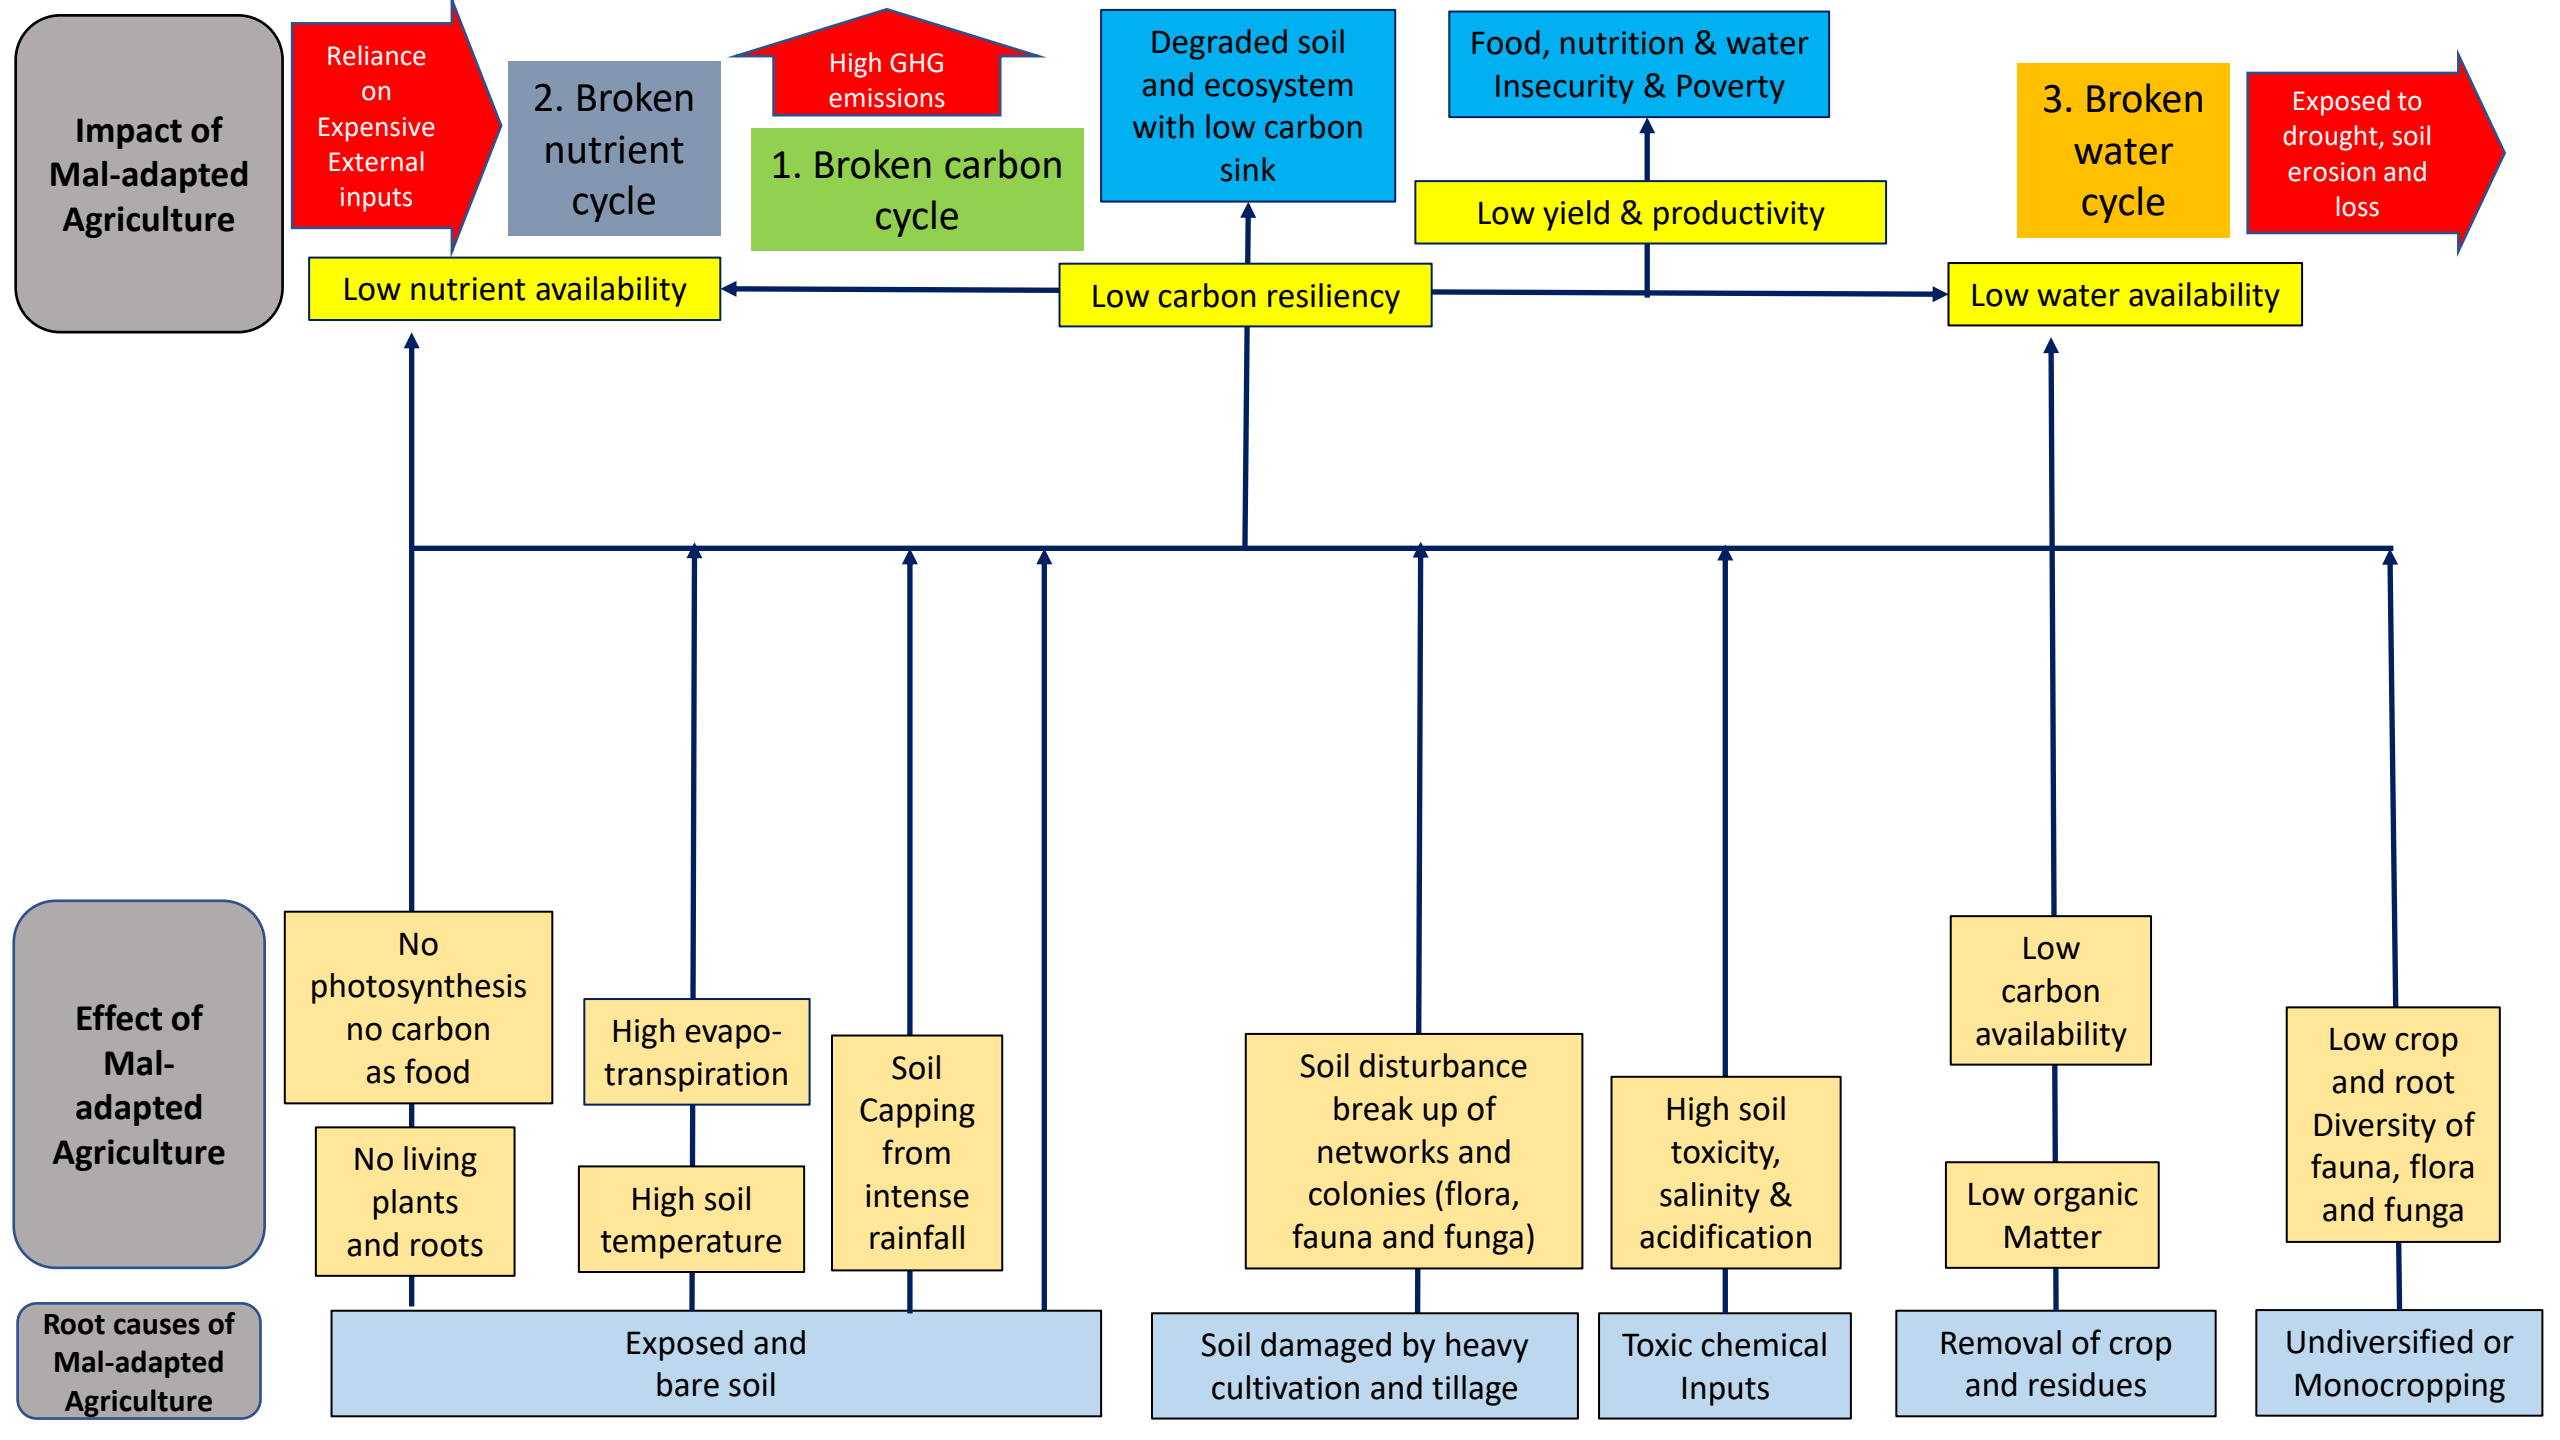 Impact of
Mal-adapted
Agriculture
Reliance
on
Expensive
External
inputs
2. Broken
nutrient
cycle
High GHG
emissions
1. Broken carbon
cycle
Degraded soil
and ecosystem
with low carbon
sink
Food, nutrition & water
Insecurity & Poverty
Low yield & productivity
3. Broken
water
cycle
Exposed to
drought, soil
erosion and
loss
Low nutrient availability
Low carbon resiliency
Low water availability
Effect of
Mal-
adapted
Agriculture
No
photosynthesis
no carbon
as food
No living
plants
and roots
High evapo-
transpiration
High soil
temperature
Soil
Capping
from
intense
rainfall
Soil disturbance
break up of
networks and
colonies (flora,
fauna and funga)
High soil
toxicity,
salinity &
acidification
Low
carbon
availability
Low organic
Matter
Low crop
and root
Diversity of
fauna, flora
and funga
Root causes of
Mal-adapted
Agriculture
Exposed and
bare soil
Soil damaged by heavy
cultivation and tillage
Toxic chemical
Inputs
Removal of crop
and residues
Undiversified or
Monocropping